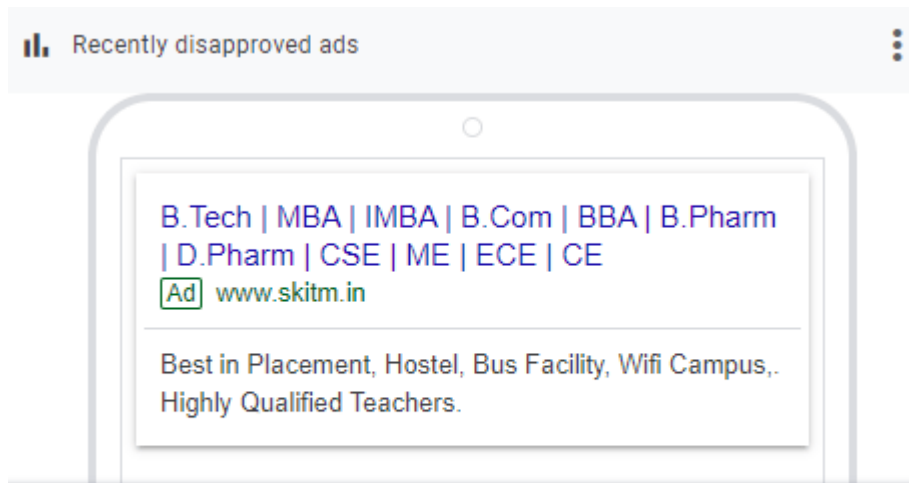 Recently disapproved ads
B.Tech | MBA | IMBA | B.Com | BBA | B.Pharm
| D.Pharm | CSE | ME | ECE | CE
Ad www.skitm.in
Best in Placement, Hostel, Bus Facility, Wifi Campus,.
Highly Qualified Teachers.